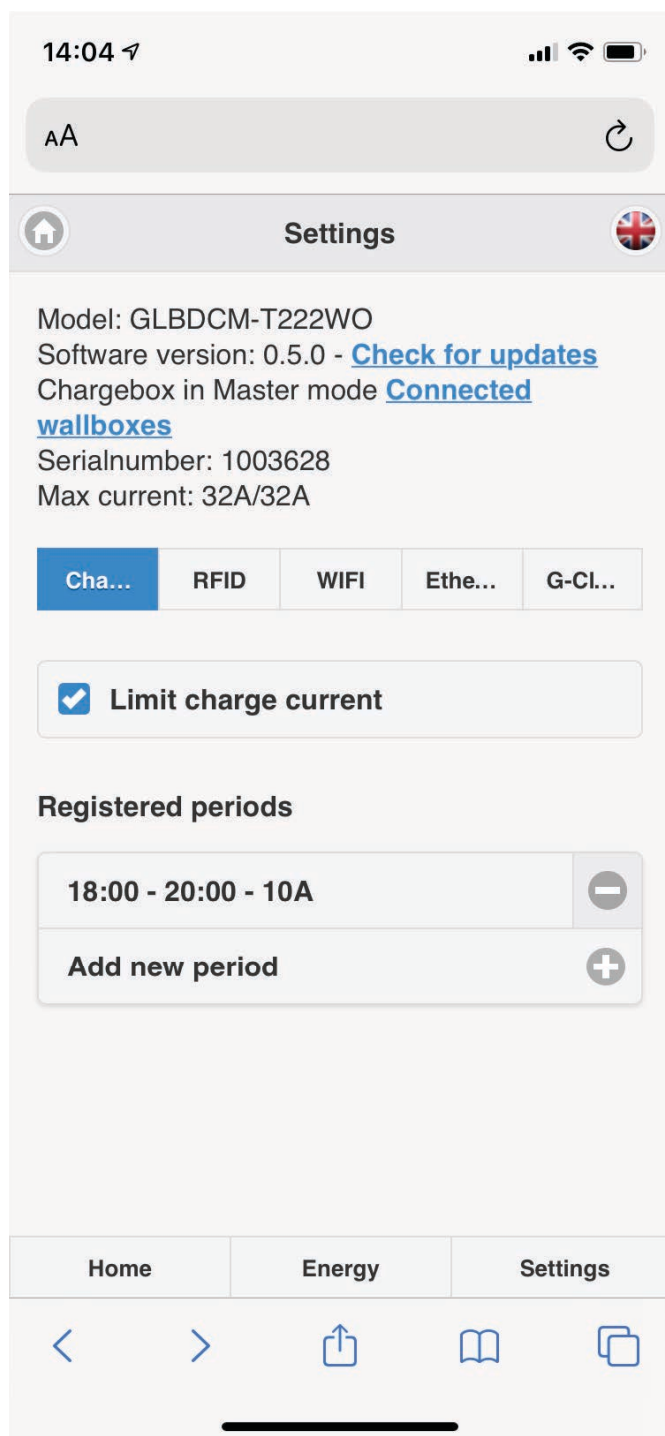 14:04
AA
Settings
Model: GLBDCM-T222WO
Software version: 0.5.0 - Check for updates
Chargebox in Master mode Connected
wallboxes
Serialnumber: 1003628
Max current: 32A/32A
Cha... RFID WIFI Ethe... G-Cl...
Limit charge current
Registered periods
18:00 - 20:00 - 10A
Add new period
Home Energy Settings